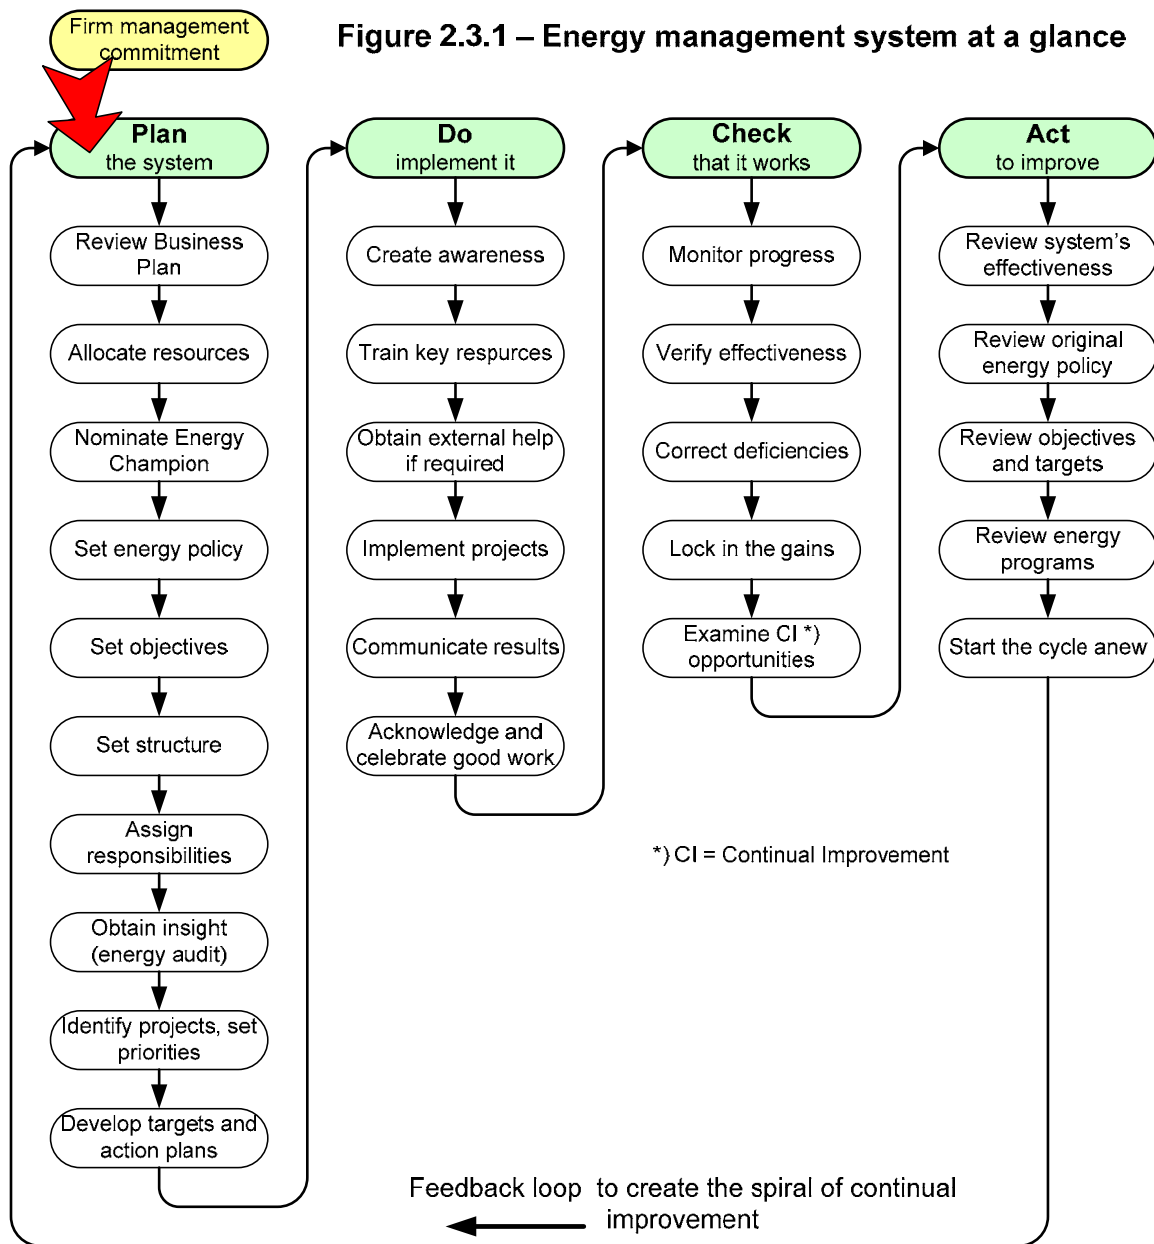 Firm management
commitment
Figure 2.3.1 – Energy management system at a glance
Plan
the system
Review Business
Plan
Allocate resources
Nominate Energy
Champion
Set energy policy
Set objectives
Set structure
Assign
responsibilities
Obtain insight
(energy audit)
Identify projects, set
priorities
Develop targets and
action plans
Do
implement it
Create awareness
Train key respurces
Obtain external help
if required
Implement projects
Communicate results
Acknowledge and
celebrate good work
Check
that it works
Monitor progress
Verify effectiveness
Correct deficiencies
Lock in the gains
Examine CI *)
opportunities
Act
to improve
Review system's
effectiveness
Review original
energy policy
Review objectives
and targets
Review energy
programs
Start the cycle anew
*) CI = Continual Improvement
Feedback loop to create the spiral of continual
improvement